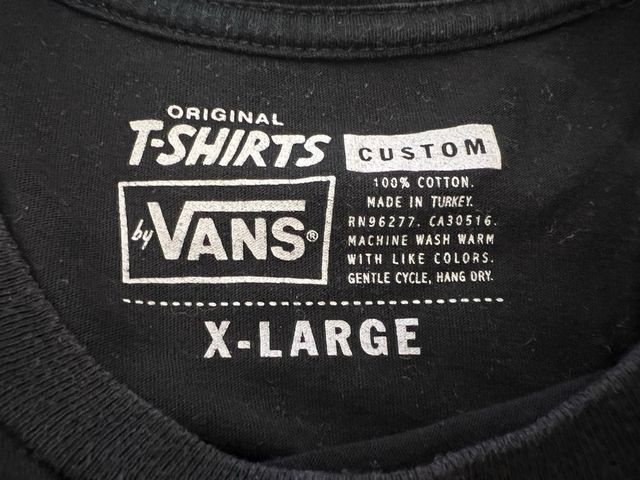 ORIGINAL
T-SHIRTS
by VANS®
CUSTOM
100% COTTON.
MADE IN TURKEY.
RN96277. CA30516.
MACHINE WASH WARM
WITH LIKE COLORS.
GENTLE CYCLE, HANG DRY.
X-LARGE